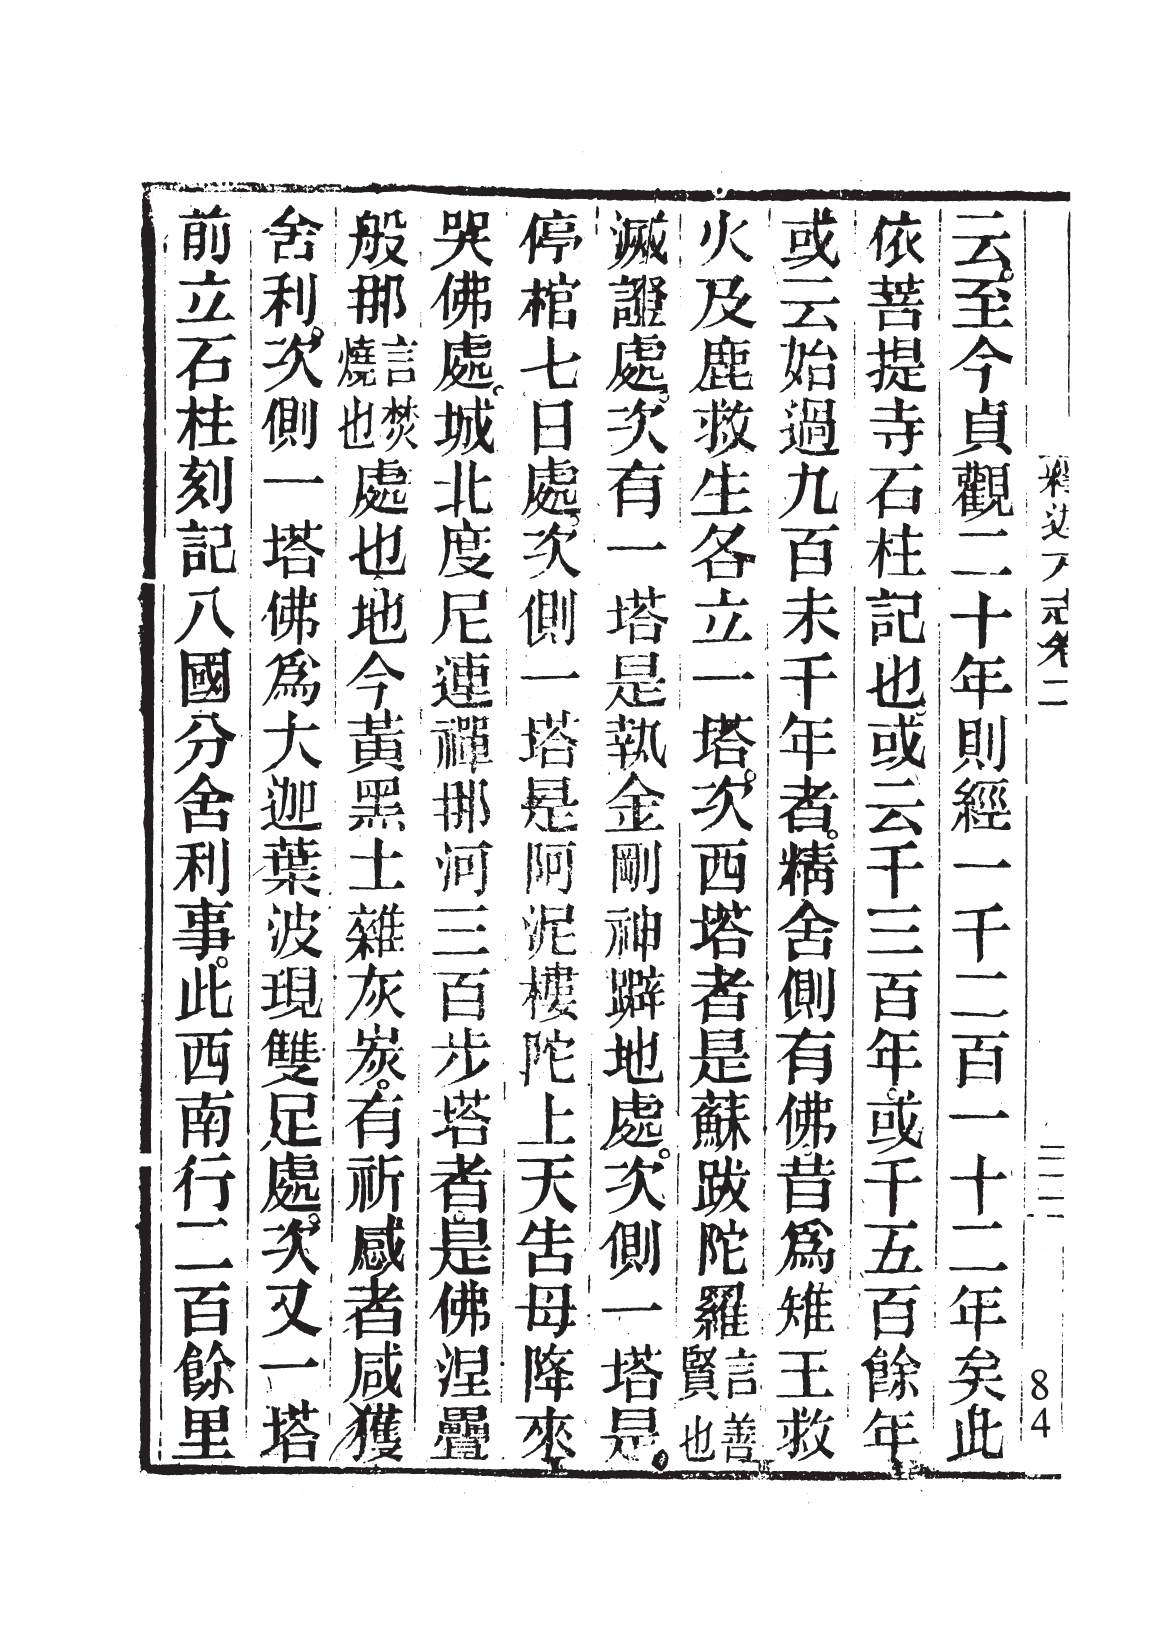 釋迦方志卷二
三二
84
云。至今貞觀二十年則經一千二百一十二年矣此
依菩提寺石柱記也或云千三百年。或千五百餘年
或云始過九百未千年者。精舍側有佛昔為雉王救
火及鹿救生各立一塔。次西塔者是蘇跋陀羅言善賢也
滅證處。次有一塔是執金剛神躃地處。次側一塔是。
停棺七日處。次側一塔是阿泥樓陀上天告母降來
哭佛處。城北度尼連禪那河三百步塔者。是佛涅疊
般那言焚燒也處也地今黃黑土雜灰炭。有祈感者咸獲
舍利。次側一塔佛為大迦葉波現雙足處。次又一塔
前立石柱刻記八國分舍利事。此西南行二百餘里